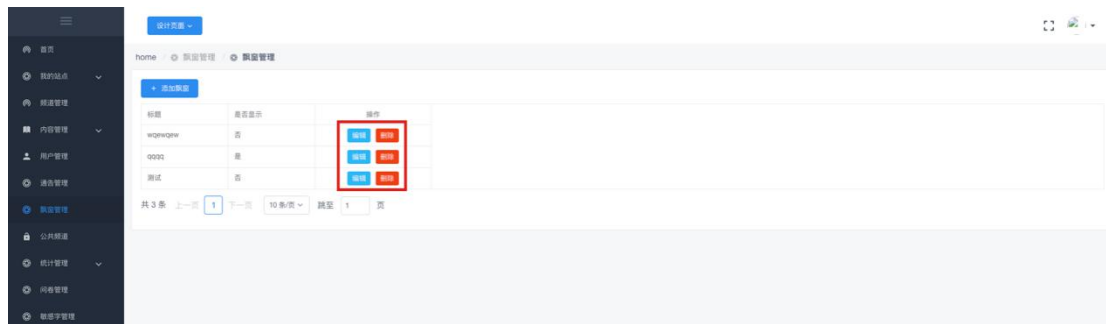 设计页面
首页
我的站点
频道管理
内容管理
用户管理
通告管理
飘窗管理
公共频道
统计管理
问卷管理
敏感字管理
home / 飘窗管理 / 飘窗管理
+ 添加飘窗
标题 是否显示 操作
wqewqew 否 编辑 删除
qqqq 是 编辑 删除
测试 否 编辑 删除
共 3 条 上一页 1 下一页 10 条/页 跳至 1 页